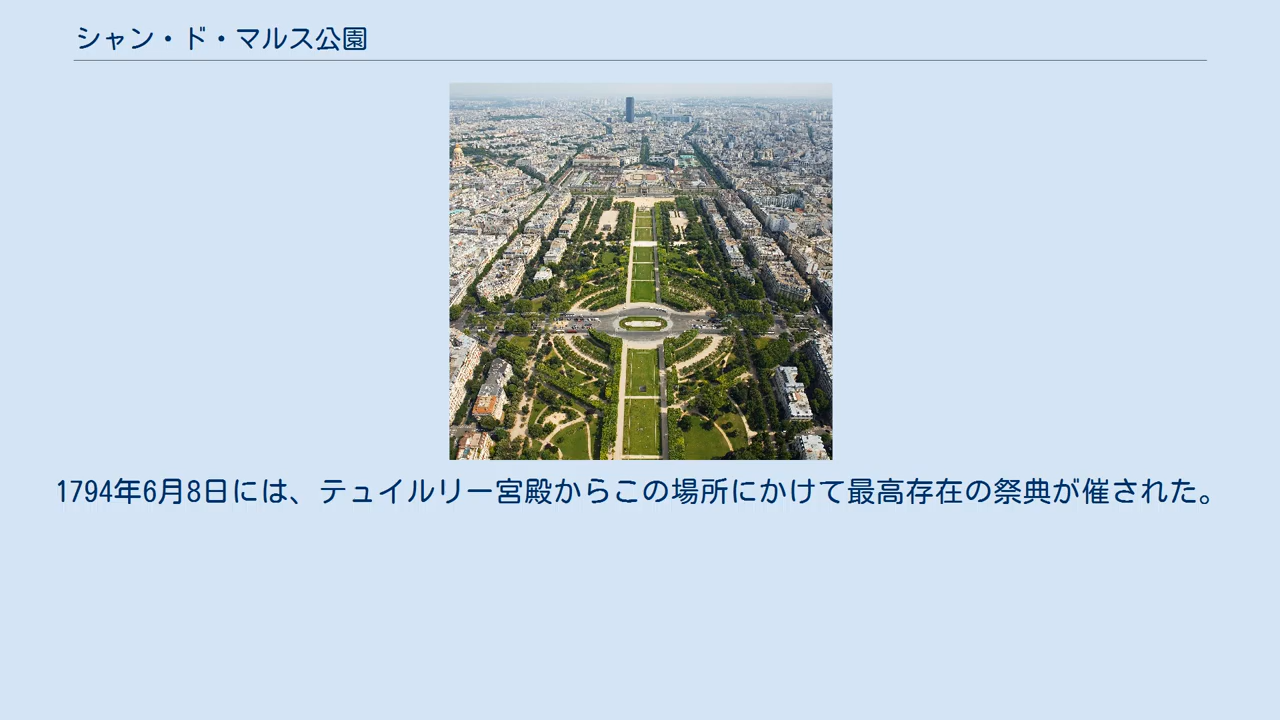 シャン・ド・マルス公園
1794年6月8日には、テュイルリー宮殿からこの場所にかけて最高存在の祭典が催された。